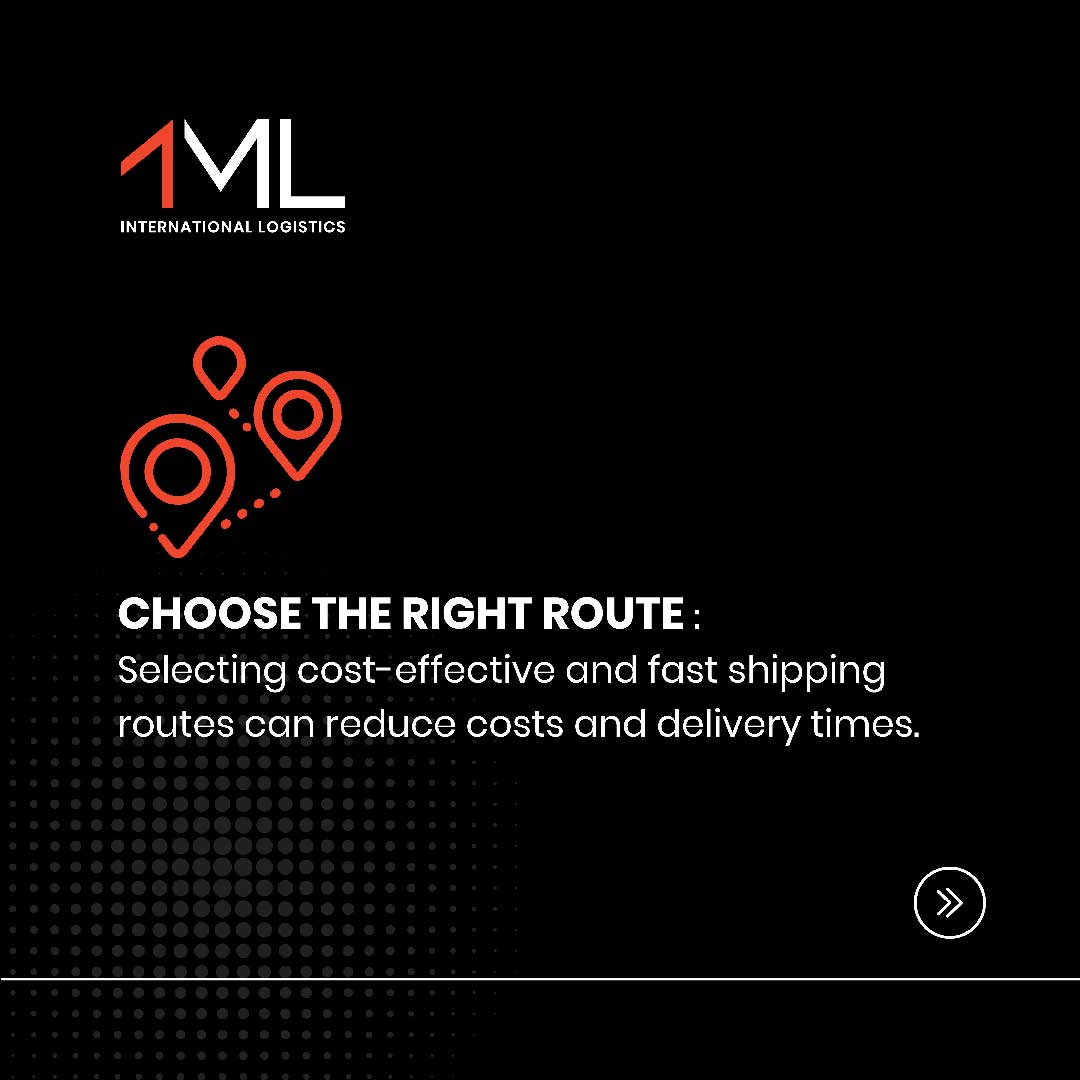 1ML
INTERNATIONAL LOGISTICS
CHOOSE THE RIGHT ROUTE :
Selecting cost-effective and fast shipping
routes can reduce costs and delivery times.